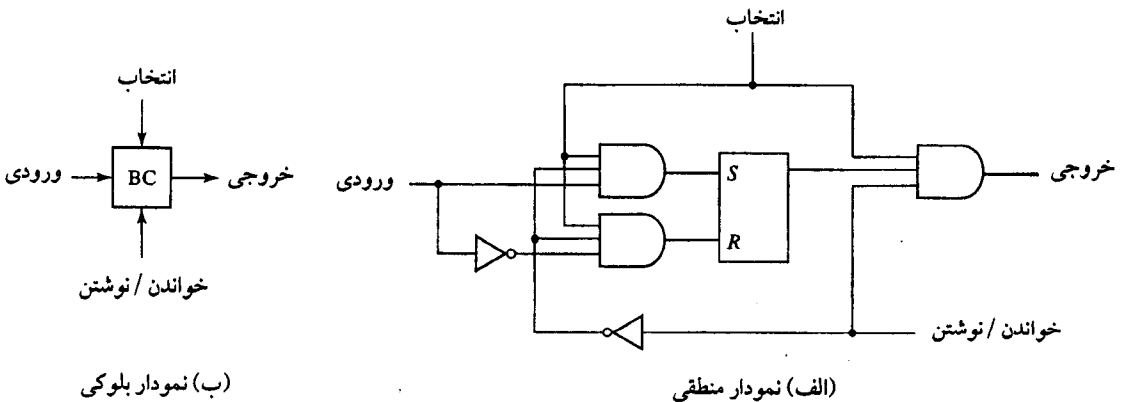 انتخاب
ورودی
S
R
خروجی
خواندن / نوشتن
(الف) نمودار منطقی
انتخاب
ورودی
BC
خروجی
خواندن / نوشتن
(ب) نمودار بلوکی